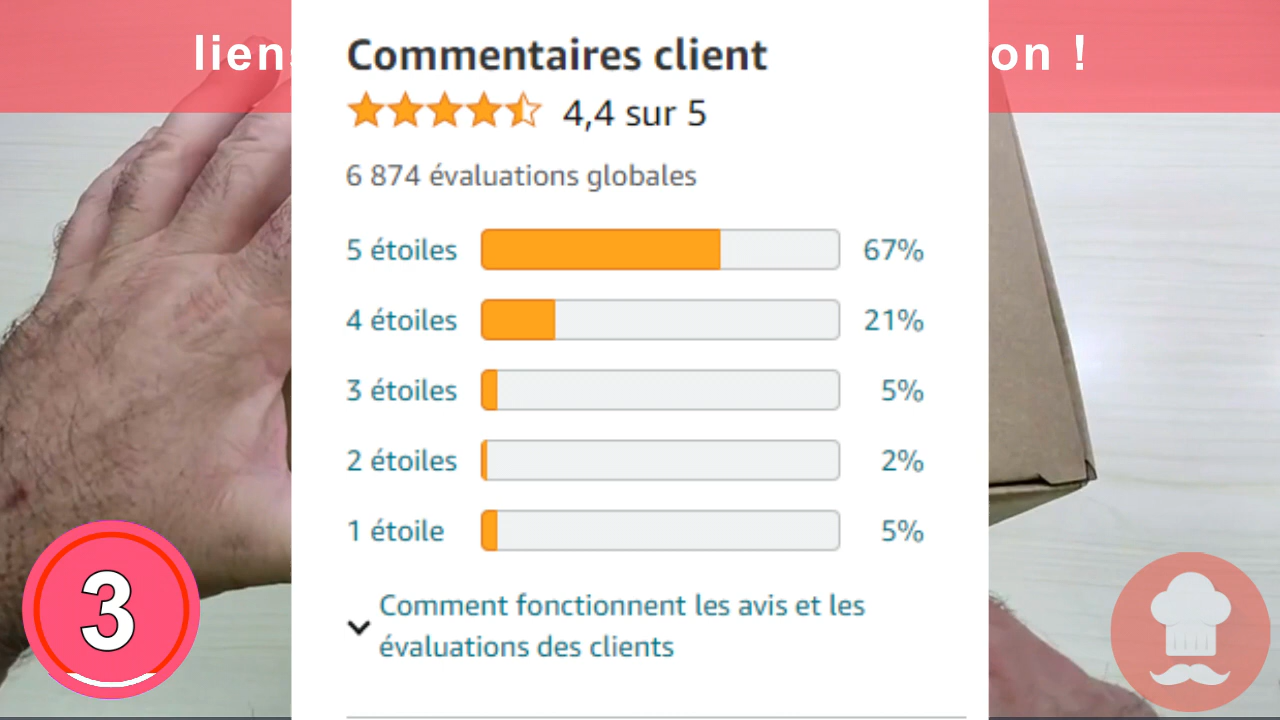 liens
on !
Commentaires client
4,4 sur 5
6 874 évaluations globales
5 étoiles 67%
4 étoiles 21%
3 étoiles 5%
2 étoiles 2%
1 étoile 5%
Comment fonctionnent les avis et les
évaluations des clients
3